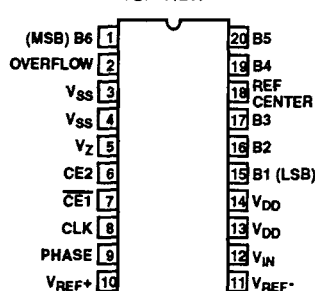 (MSB) B6 1
OVERFLOW 2
VSS 3
VSS 4
VZ 5
CE2 6
CE1 7
CLK 8
PHASE 9
VREF+ 10
20 B5
19 B4
18 REF CENTER
17 B3
16 B2
15 B1 (LSB)
14 VDD
13 VDD
12 VIN
11 VREF-